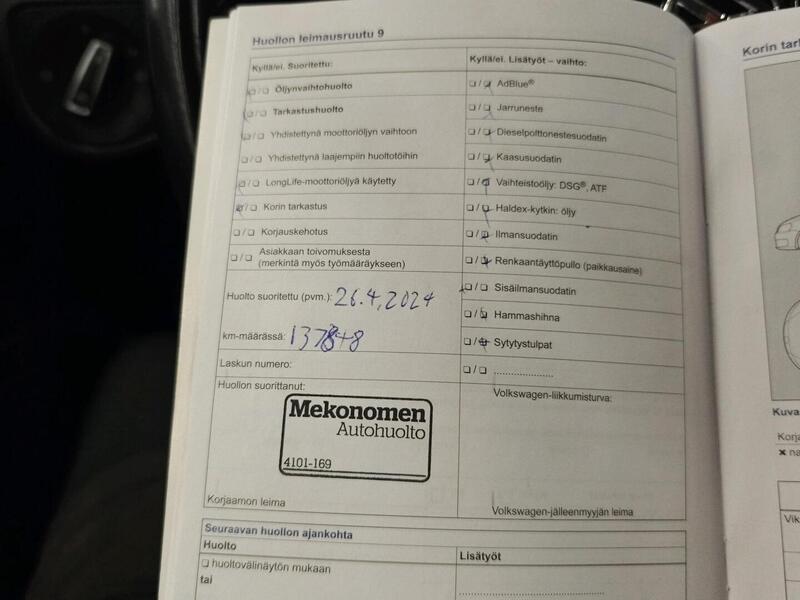 Huollon leimausruutu 9
Kyllä/ei. Suoritettu:
❑/❑ Öljynvaihtohuolto
❑/❑ Tarkastushuolto
❑/❑ Yhdistettynä moottoriöljyn vaihtoon
❑/❑ Yhdistettynä laajempiin huoltotöihin
❑/❑ LongLife-moottoriöljyä käytetty
❑/❑ Korin tarkastus
❑/❑ Korjauskehotus
❑/❑ Asiakkaan toivomuksesta
(merkintä myös työmääräykseen)
Huolto suoritettu (pvm.): 26.4.2024
km-määrässä:
Laskun numero:
Huollon suorittanut:
Mekonomen
Autohuolto
4101-169
Korjaamon leima
Kyllä/ei. Lisätyöt – vaihto:
❑/❑ AdBlue®
❑/❑ Jarruneste
❑/❑ Dieselpolttonestesuodatin
❑/❑ Kaasusuodatin
❑/❑ Vaihteistoöljy: DSG®, ATF
❑/❑ Haldex-kytkin: öljy
❑/❑ Ilmansuodatin
❑/❑ Renkaantäyttöpullo (paikkausaine)
❑/❑ Sisäilmansuodatin
❑/❑ Hammashihna
❑/❑ Sytytystulpat
❑/❑ ....................
Volkswagen-liikkumisturva:
Volkswagen-jälleenmyyjän leima
Seuraavan huollon ajankohta
Huolto
Lisätyöt
❑ huoltovälinäytön mukaan
tai
Korin tar
Kuva
Korja
✖ na
Vik